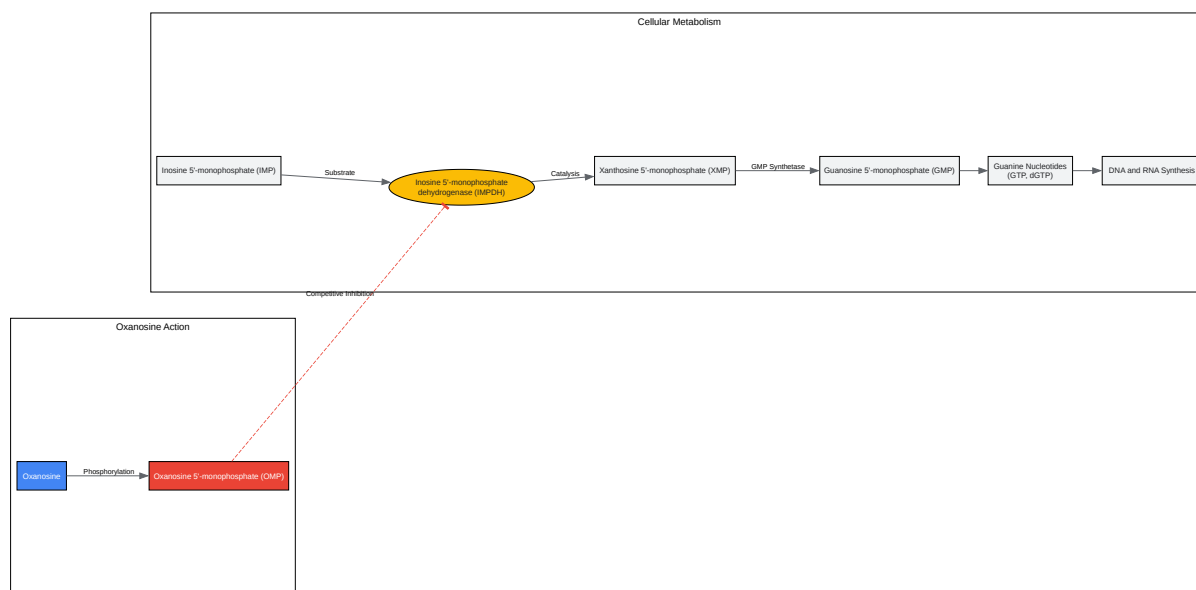 Cellular Metabolism
Inosine 5'-monophosphate (IMP)
Substrate
Inosine 5'-monophosphate
dehydrogenase (IMPDH)
Catalysis
Xanthosine 5'-monophosphate (XMP)
GMP Synthetase
Guanosine 5'-monophosphate (GMP)
Guanine Nucleotides
(GTP, dGTP)
DNA and RNA Synthesis
Competitive Inhibition
Oxanosine Action
Oxanosine
Phosphorylation
Oxanosine 5'-monophosphate (OMP)